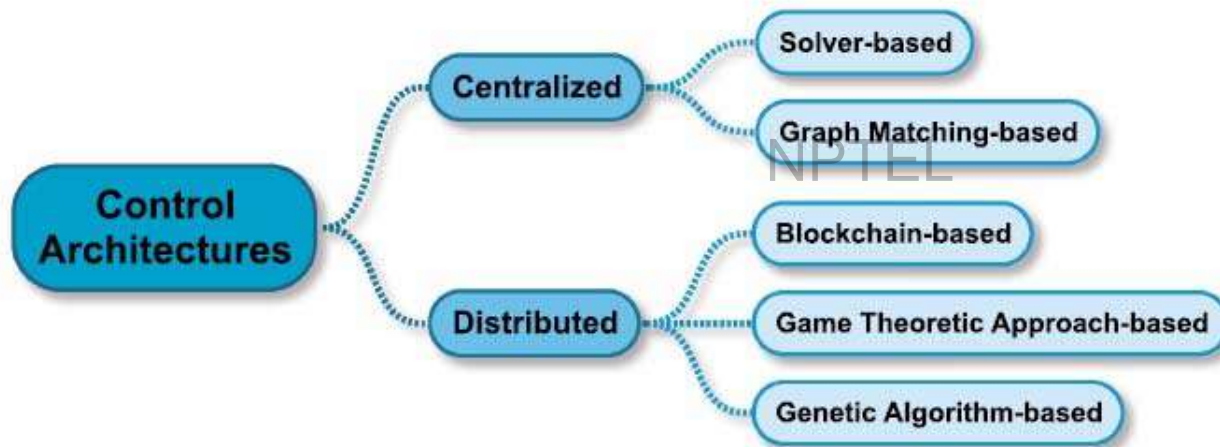 Control
Architectures
Centralized
Solver-based
Graph Matching-based
NPTEL
Distributed
Blockchain-based
Game Theoretic Approach-based
Genetic Algorithm-based